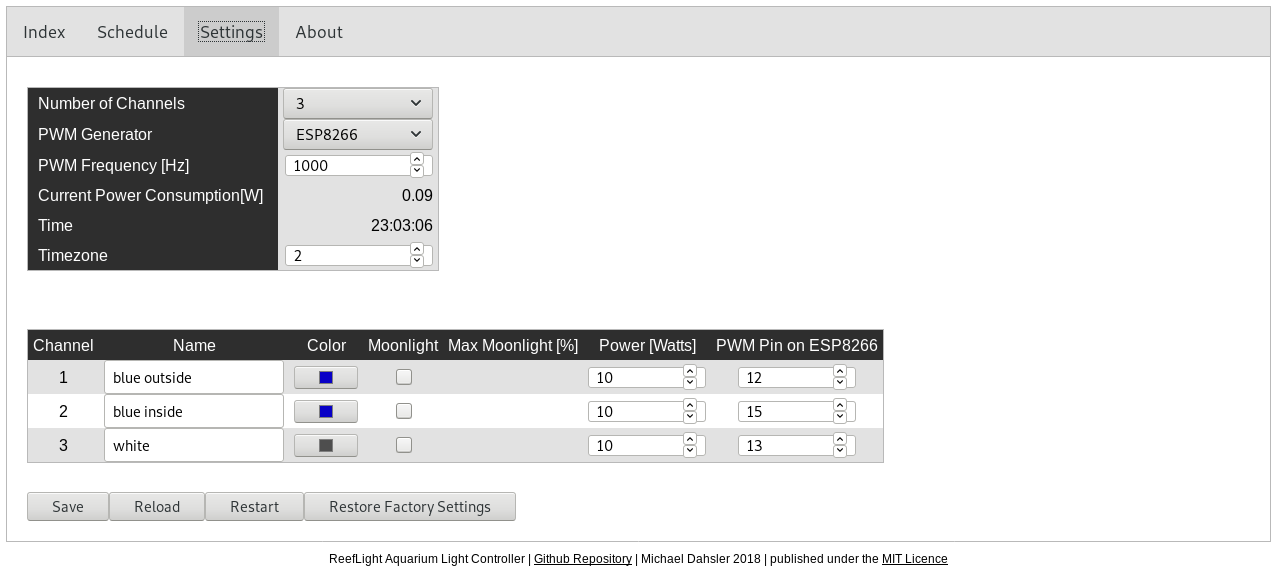 Index Schedule Settings About
Number of Channels 3
PWM Generator ESP8266
PWM Frequency [Hz] 1000
Current Power Consumption[W] 0.09
Time 23:03:06
Timezone 2
Channel Name Color Moonlight Max Moonlight [%] Power [Watts] PWM Pin on ESP8266
1 blue outside 10 12
2 blue inside 10 15
3 white 10 13
Save Reload Restart Restore Factory Settings
ReefLight Aquarium Light Controller | Github Repository | Michael Dahsler 2018 | published under the MIT Licence